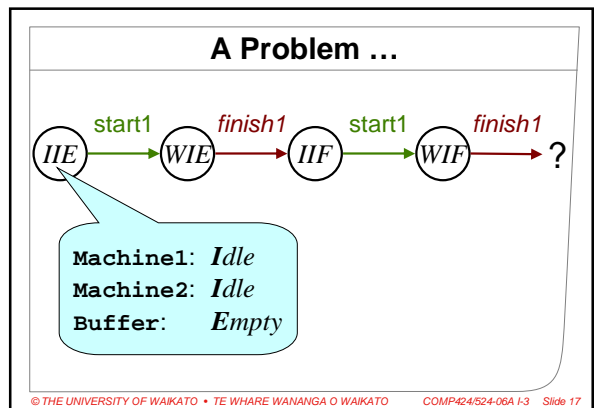 A Problem …
start1 finish1 start1 finish1
IIE WIE IIF WIF ?
Machine1: Idle
Machine2: Idle
Buffer: Empty
© THE UNIVERSITY OF WAIKATO • TE WHARE WANANGA O WAIKATO COMP424/524-06A I-3 Slide 17